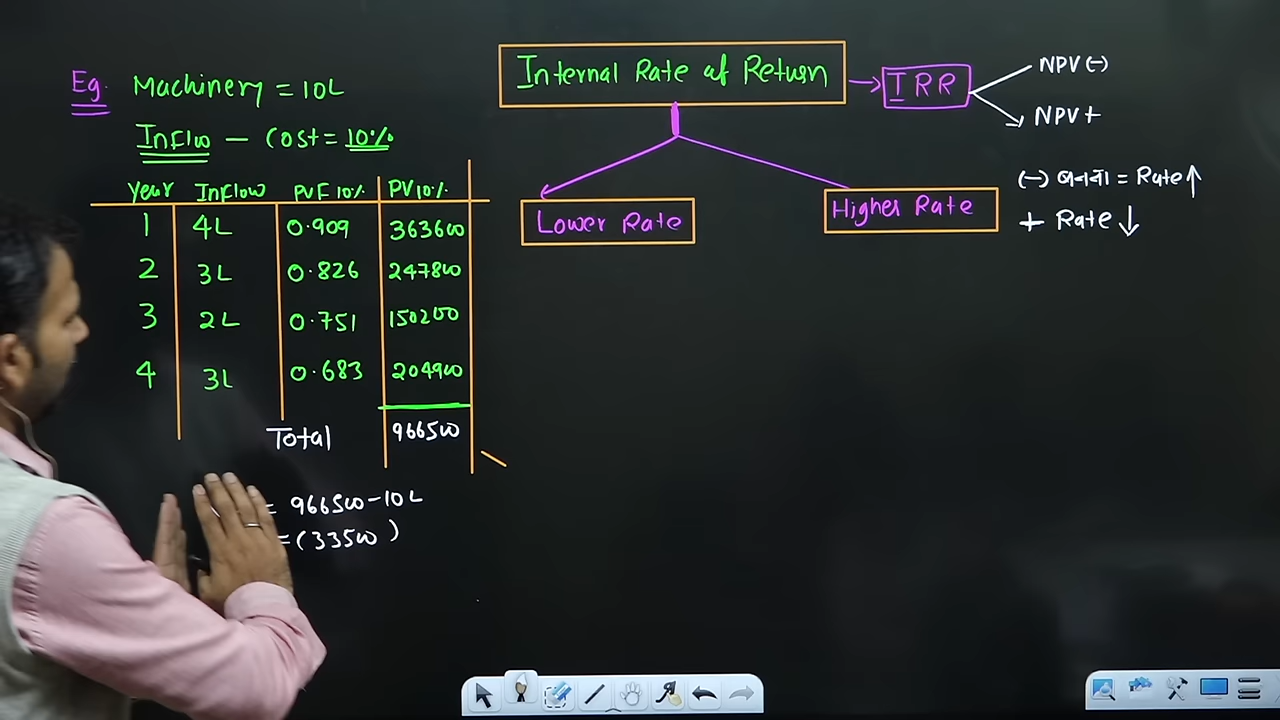 Eg. Machinery = 10L
Inflow - Cost = 10%
Year Inflow PVF 10% PV 10%
1 4L 0.909 363600
2 3L 0.826 247800
3 2L 0.751 150200
4 3L 0.683 204900
Total 966500
= 966500 - 10L
= (33500)
Internal Rate of Return
IRR
NPV (-)
NPV +
Lower Rate
Higher Rate
(-) बनाना = Rate ↑
+ Rate ↓